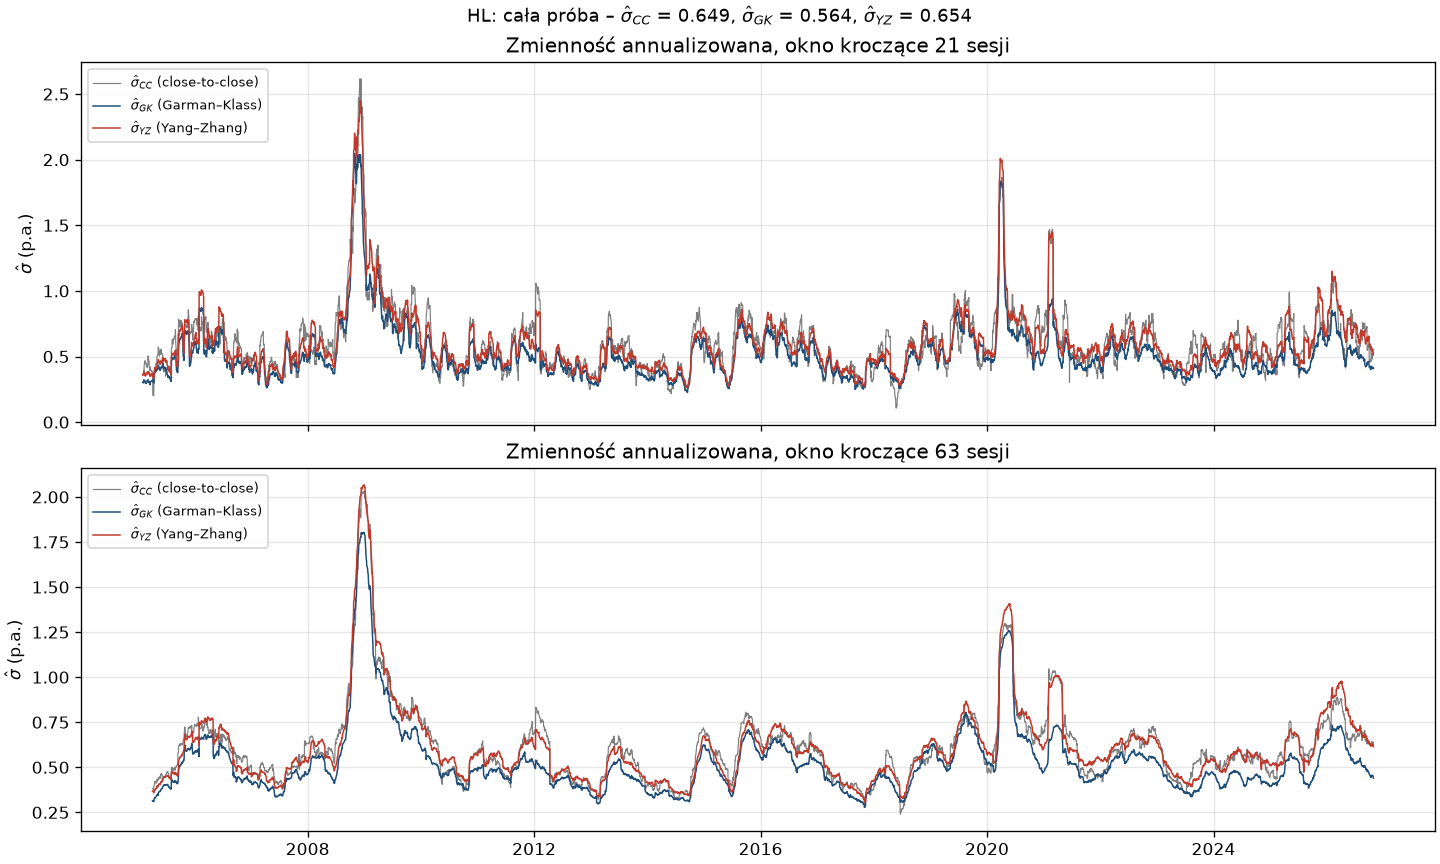 HL: cała próba – σ̂CC = 0.649, σ̂GK = 0.564, σ̂YZ = 0.654
Zmienność annualizowana, okno kroczące 21 sesji
σ̂CC (close-to-close)
σ̂GK (Garman–Klass)
σ̂YZ (Yang–Zhang)
σ̂ (p.a.)
2.5
2.0
1.5
1.0
0.5
0.0
Zmienność annualizowana, okno kroczące 63 sesji
σ̂CC (close-to-close)
σ̂GK (Garman–Klass)
σ̂YZ (Yang–Zhang)
σ̂ (p.a.)
2.00
1.75
1.50
1.25
1.00
0.75
0.50
0.25
2008 2012 2016 2020 2024